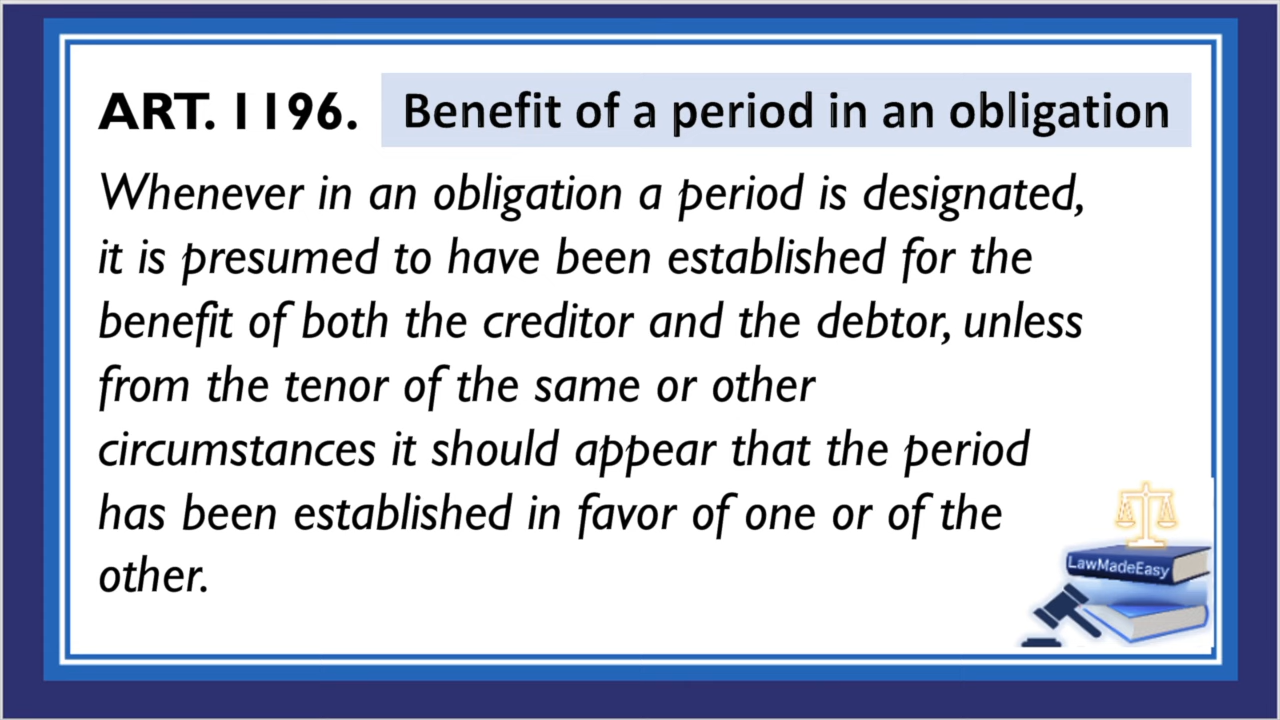 ART. 1196. Benefit of a period in an obligation
Whenever in an obligation a period is designated,
it is presumed to have been established for the
benefit of both the creditor and the debtor, unless
from the tenor of the same or other
circumstances it should appear that the period
has been established in favor of one or of the
other.
LawMadeEasy